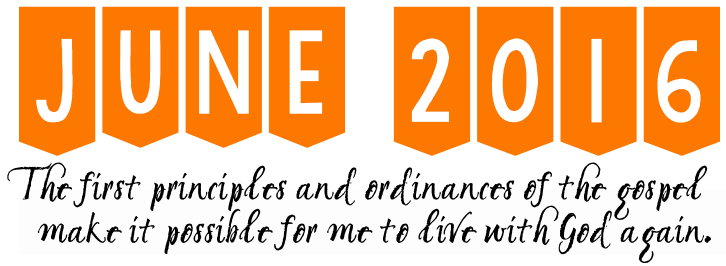 JUNE 2016
The first principles and ordinances of the gospel
make it possible for me to live with God again.